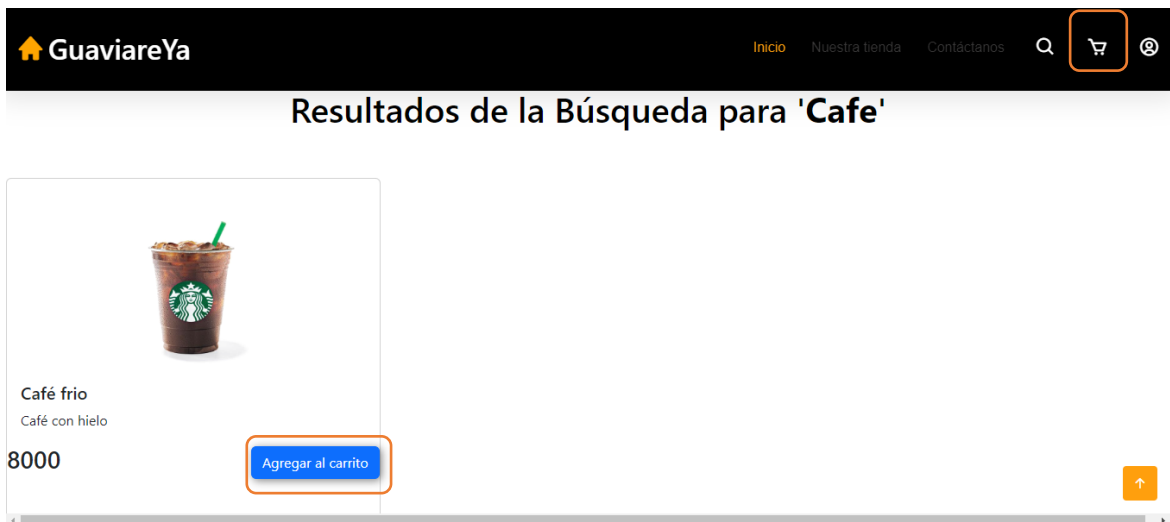 GuaviareYa
Inicio Nuestra tienda Contáctanos
Resultados de la Búsqueda para 'Cafe'
Café frio
Café con hielo
8000
Agregar al carrito